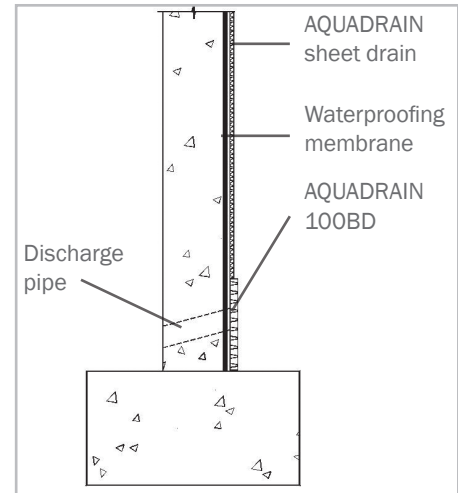 AQUADRAIN
sheet drain
Waterproofing
membrane
AQUADRAIN
100BD
Discharge
pipe